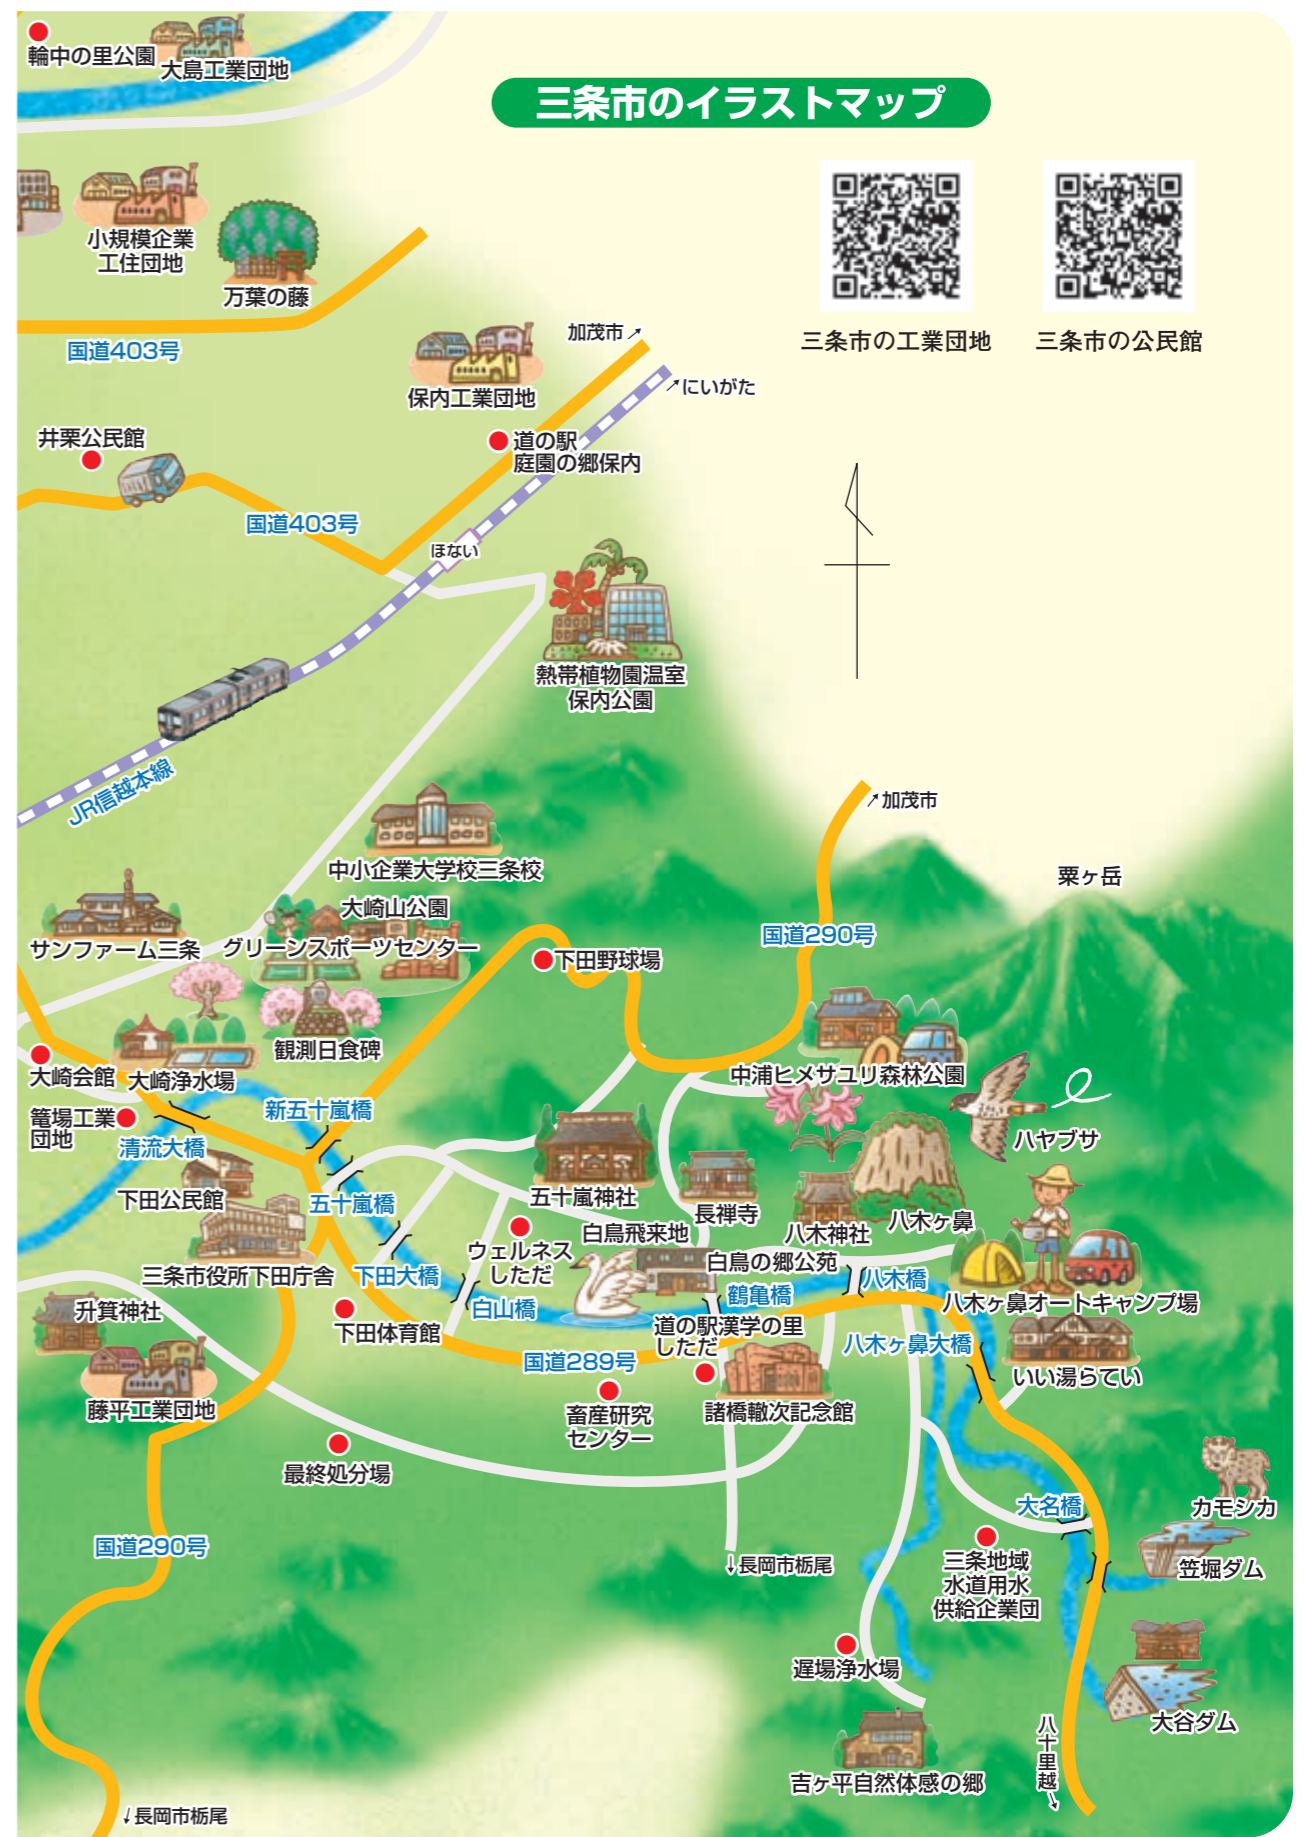 輪中の里公園
大島工業団地
三条市のイラストマップ
小規模企業
工住団地
万葉の藤
国道403号
三条市の工業団地
三条市の公民館
加茂市↗
↗にいがた
保内工業団地
道の駅
庭園の郷保内
井栗公民館
国道403号
ほない
熱帯植物園温室
保内公園
JR信越本線
↗加茂市
中小企業大学校三条校
粟ヶ岳
大崎山公園
グリーンスポーツセンター
サンファーム三条
国道290号
下田野球場
観測日食碑
大崎会館
大崎浄水場
中浦ヒメサユリ森林公園
新五十嵐橋
篭場工業
団地
清流大橋
ハヤブサ
下田公民館
五十嵐橋
五十嵐神社
長禅寺
八木神社
八木ヶ鼻
白鳥飛来地
ウェルネス
しただ
白鳥の郷公苑
三条市役所下田庁舎
下田大橋
八木橋
鶴亀橋
白山橋
八木ヶ鼻オートキャンプ場
升箕神社
下田体育館
道の駅漢学の里
しただ
八木ヶ鼻大橋
国道289号
いい湯らてい
藤平工業団地
畜産研究
センター
諸橋轍次記念館
最終処分場
カモシカ
大名橋
国道290号
↓長岡市栃尾
三条地域
水道用水
供給企業団
笠堀ダム
遅場浄水場
大谷ダム
八十里越↘
吉ヶ平自然体感の郷
↓長岡市栃尾